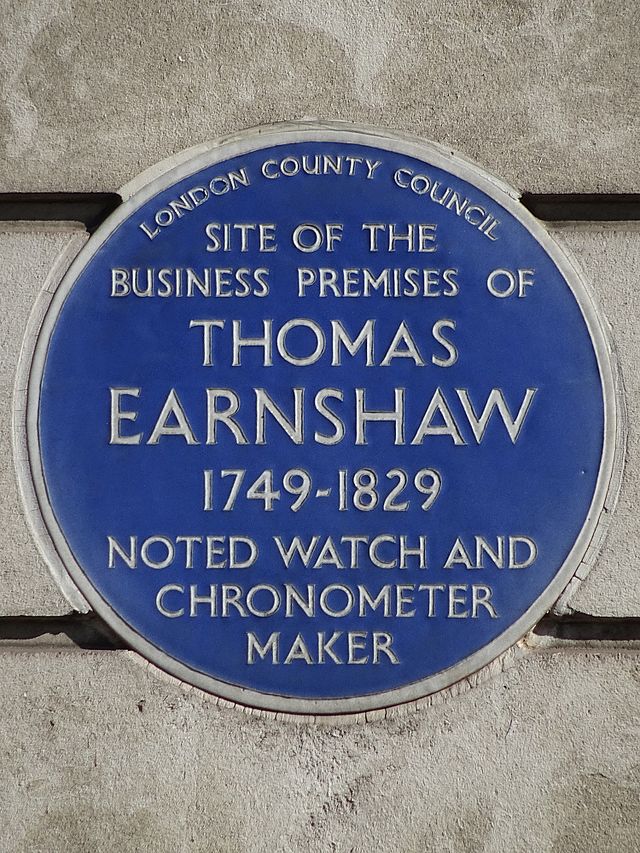 LONDON COUNTY COUNCIL
SITE OF THE
BUSINESS PREMISES OF
THOMAS
EARNSHAW
1749-1829
NOTED WATCH AND
CHRONOMETER
MAKER